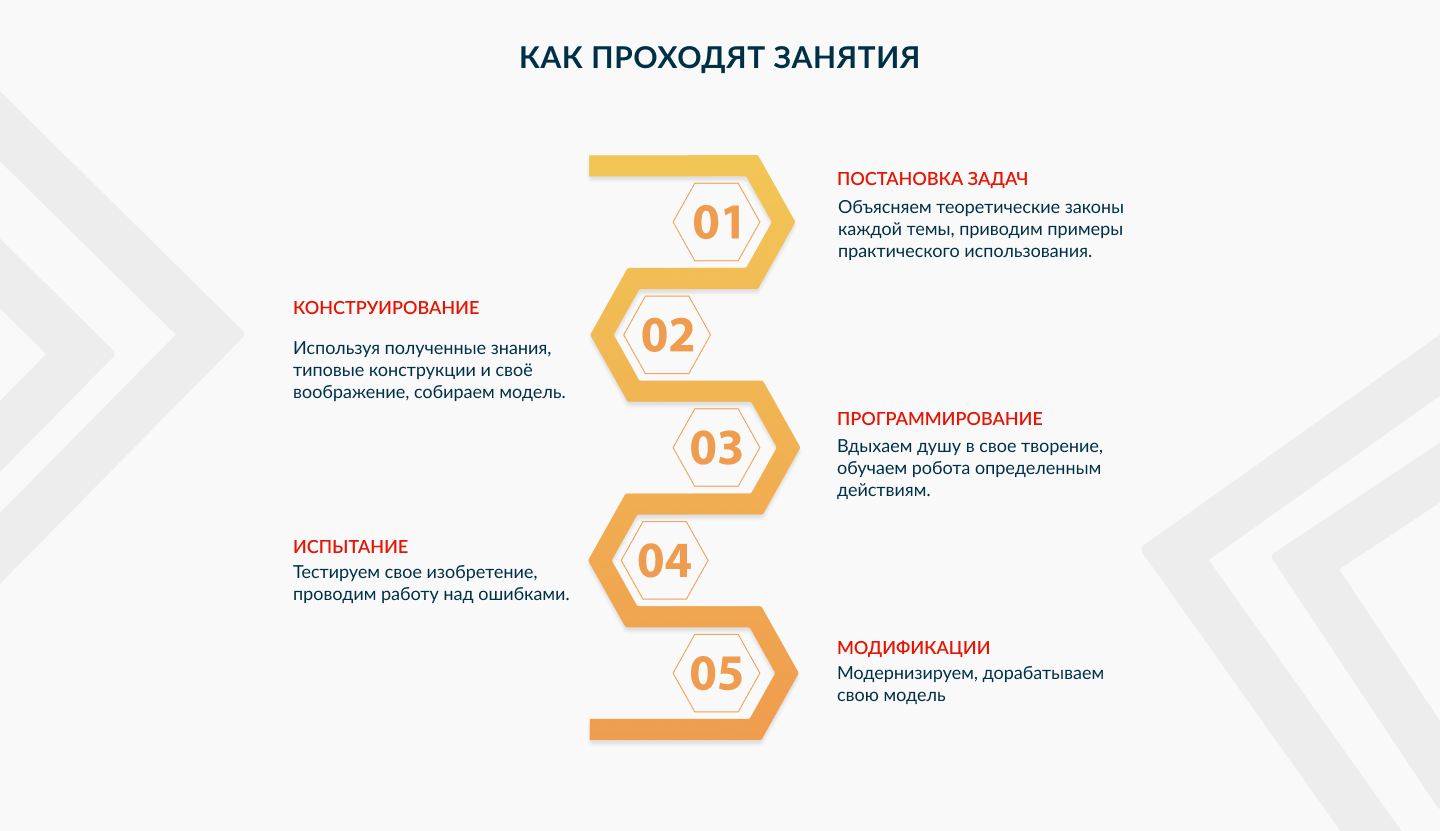 КАК ПРОХОДЯТ ЗАНЯТИЯ
01
ПОСТАНОВКА ЗАДАЧ
Объясняем теоретические законы
каждой темы, приводим примеры
практического использования.
02
КОНСТРУИРОВАНИЕ
Используя полученные знания,
типовые конструкции и своё
воображение, собираем модель.
03
ПРОГРАММИРОВАНИЕ
Вдыхаем душу в свое творение,
обучаем робота определенным
действиям.
04
ИСПЫТАНИЕ
Тестируем свое изобретение,
проводим работу над ошибками.
05
МОДИФИКАЦИИ
Модернизируем, дорабатываем
свою модель